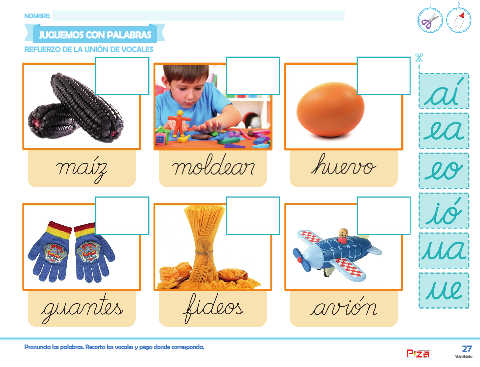 NOMBRE:
JUGUEMOS CON PALABRAS
REFUERZO DE LA UNIÓN DE VOCALES
maíz
moldear
huevo
guantes
fideos
avión
aí
ea
eo
ió
ua
ue
Pronuncia las palabras. Recorta las vocales y pega donde corresponda.
Pizá
27